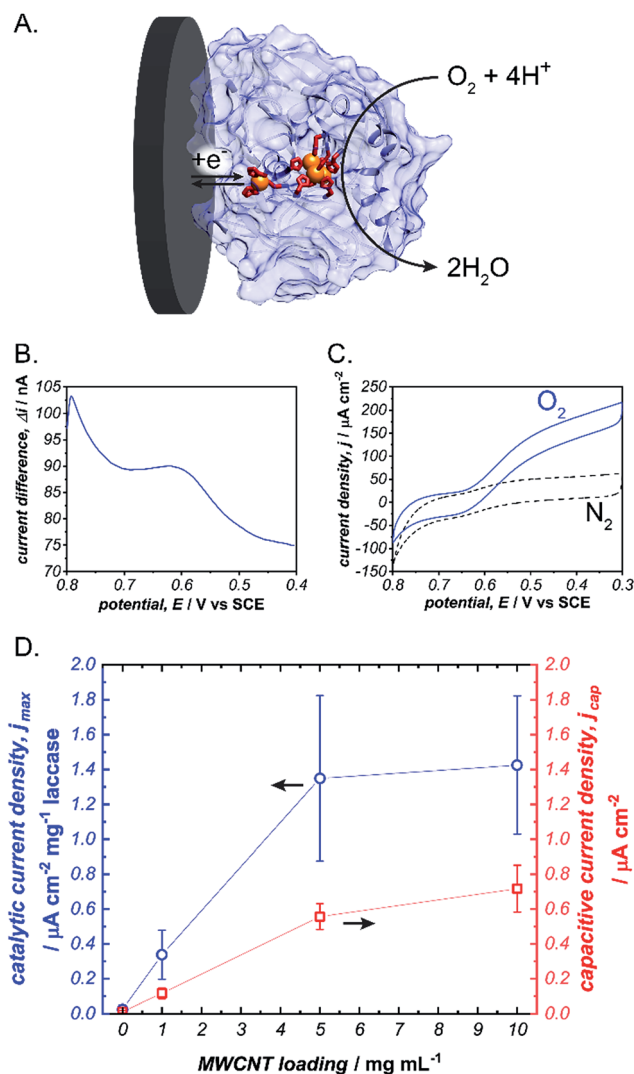 A.
O₂ + 4H⁺
+e⁻
2H₂O
B.
105
100
95
90
85
80
75
70
0.8 0.7 0.6 0.5 0.4
current difference, Δi / nA
potential, E / V vs SCE
C.
250
200
150
100
50
0
-50
-100
-150
0.8 0.7 0.6 0.5 0.4 0.3
current density, j / μA cm⁻²
potential, E / V vs SCE
O₂
N₂
D.
2.0
1.8
1.6
1.4
1.2
1.0
0.8
0.6
0.4
0.2
0.0
catalytic current density, j max
/ μA cm⁻² mg⁻¹ laccase
0 1 2 3 4 5 6 7 8 9 10
MWCNT loading / mg mL⁻¹
2.0
1.8
1.6
1.4
1.2
1.0
0.8
0.6
0.4
0.2
0.0
capacitive current density, j cap
/ μA cm⁻²